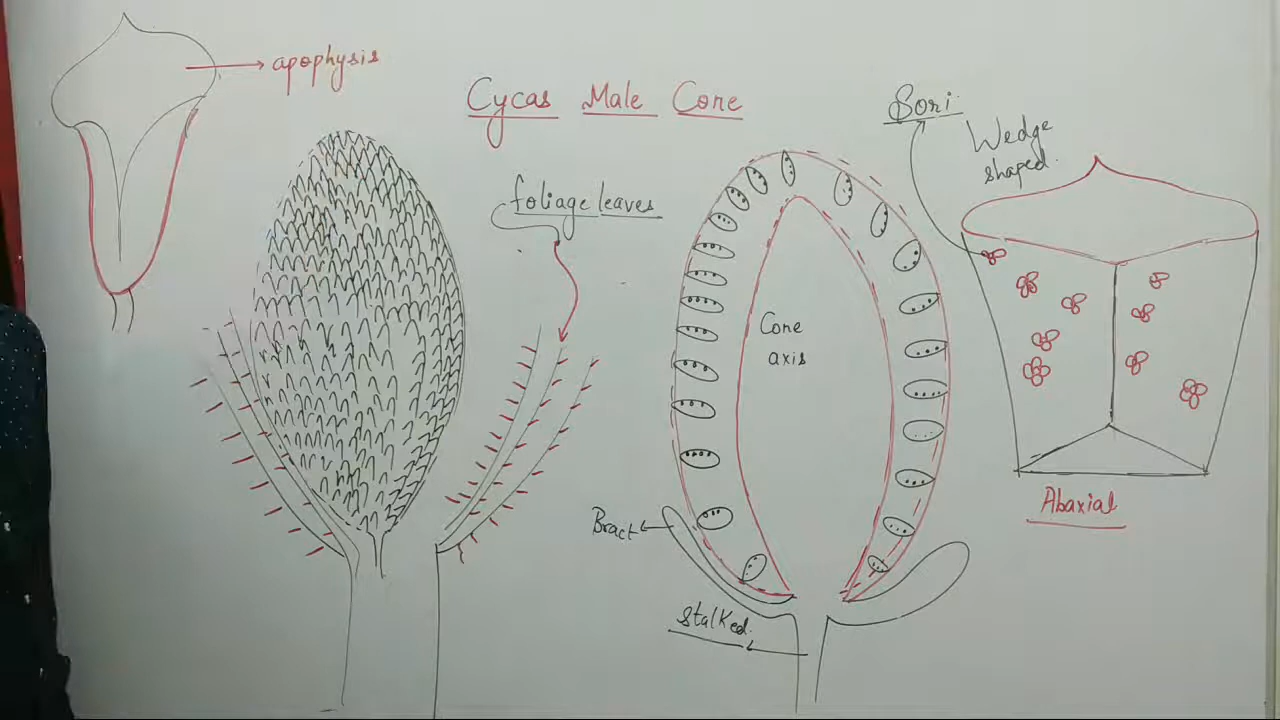 apophysis
Cycas Male Cone
Sori
Wedge
shaped.
foliage leaves
Cone
axis
Bract
Stalked.
Abaxial